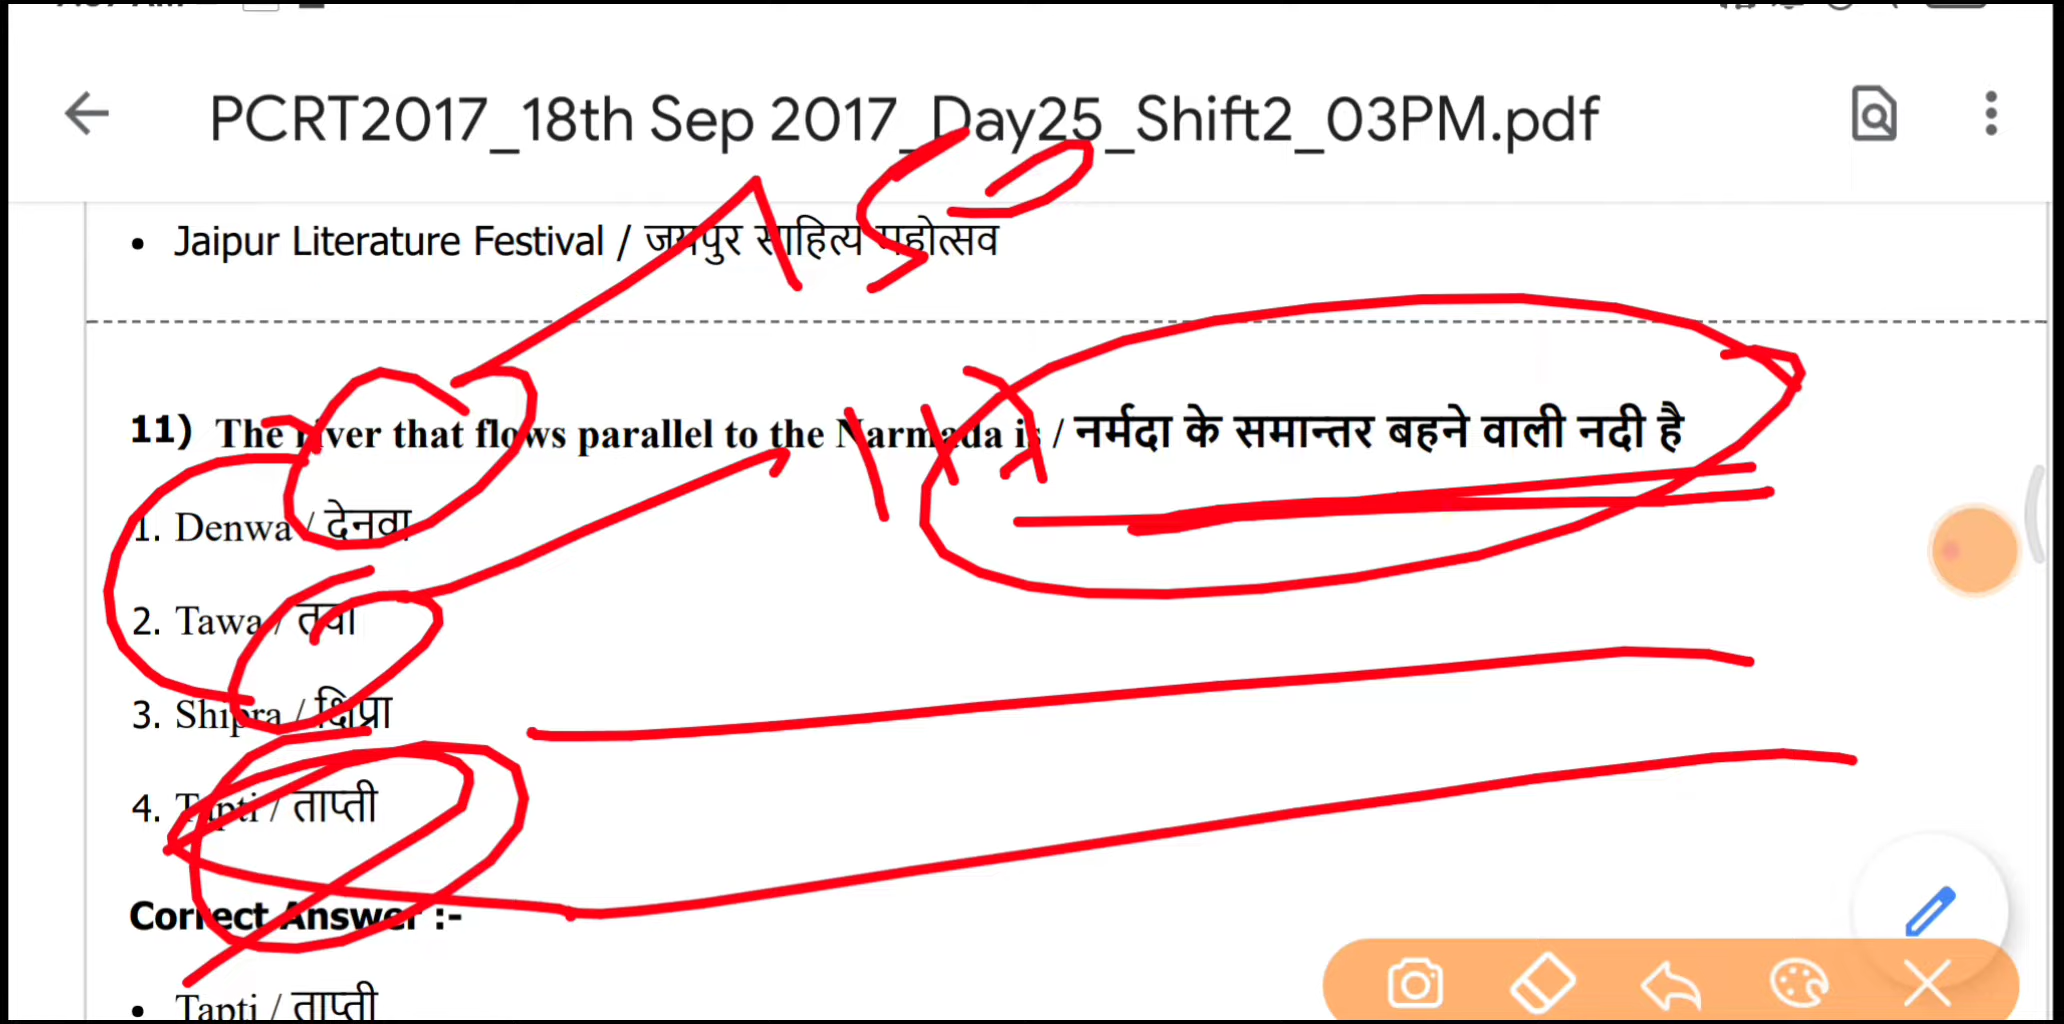 PCRT2017_18th Sep 2017_Day25_Shift2_03PM.pdf
• Jaipur Literature Festival / जयपुर साहित्य महोत्सव
11) The river that flows parallel to the Narmada is / नर्मदा के समान्तर बहने वाली नदी है
1. Denwa / देनवा
2. Tawa / तवा
3. Shipra / क्षिप्रा
4. Tapti / ताप्ती
Correct Answer :-
• Tapti / ताप्ती